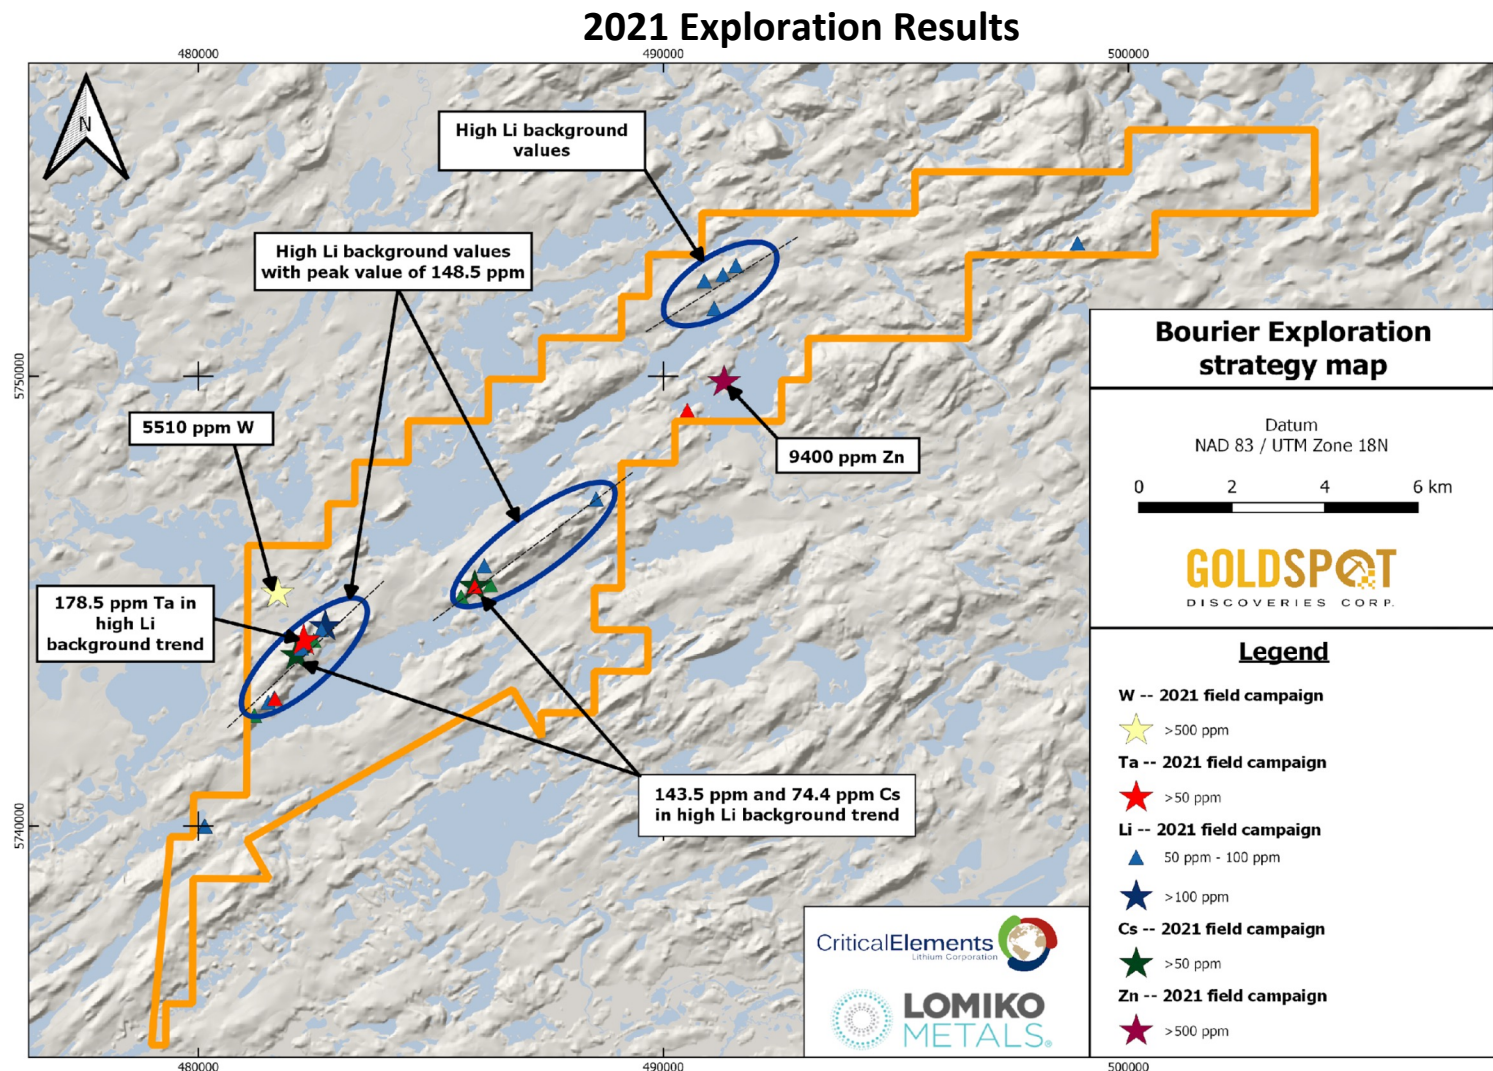 2021 Exploration Results
480000
490000
500000
N
High Li background
values
High Li background values
with peak value of 148.5 ppm
5750000
5510 ppm W
9400 ppm Zn
178.5 ppm Ta in
high Li
background trend
143.5 ppm and 74.4 ppm Cs
in high Li background trend
5740000
480000
490000
500000
Bourier Exploration
strategy map
Datum
NAD 83 / UTM Zone 18N
0 2 4 6 km
GOLDSPOT
DISCOVERIES CORP.
Legend
W -- 2021 field campaign
>500 ppm
Ta -- 2021 field campaign
>50 ppm
Li -- 2021 field campaign
50 ppm - 100 ppm
>100 ppm
Cs -- 2021 field campaign
>50 ppm
Zn -- 2021 field campaign
>500 ppm
CriticalElements
Lithium Corporation
LOMIKO
METALS.